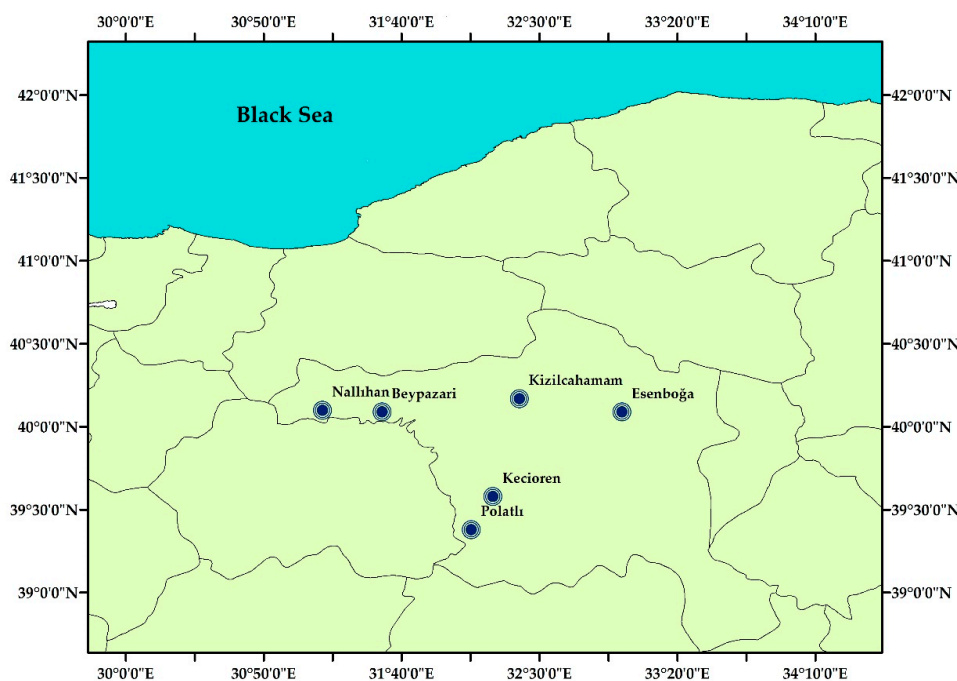 30°0'0"E 30°50'0"E 31°40'0"E 32°30'0"E 33°20'0"E 34°10'0"E
42°0'0"N 42°0'0"N
Black Sea
41°30'0"N 41°30'0"N
41°0'0"N 41°0'0"N
40°30'0"N 40°30'0"N
Nallıhan Beypazari Kizilcahamam Esenboğa
40°0'0"N 40°0'0"N
Kecioren
39°30'0"N 39°30'0"N
Polatlı
39°0'0"N 39°0'0"N
30°0'0"E 30°50'0"E 31°40'0"E 32°30'0"E 33°20'0"E 34°10'0"E